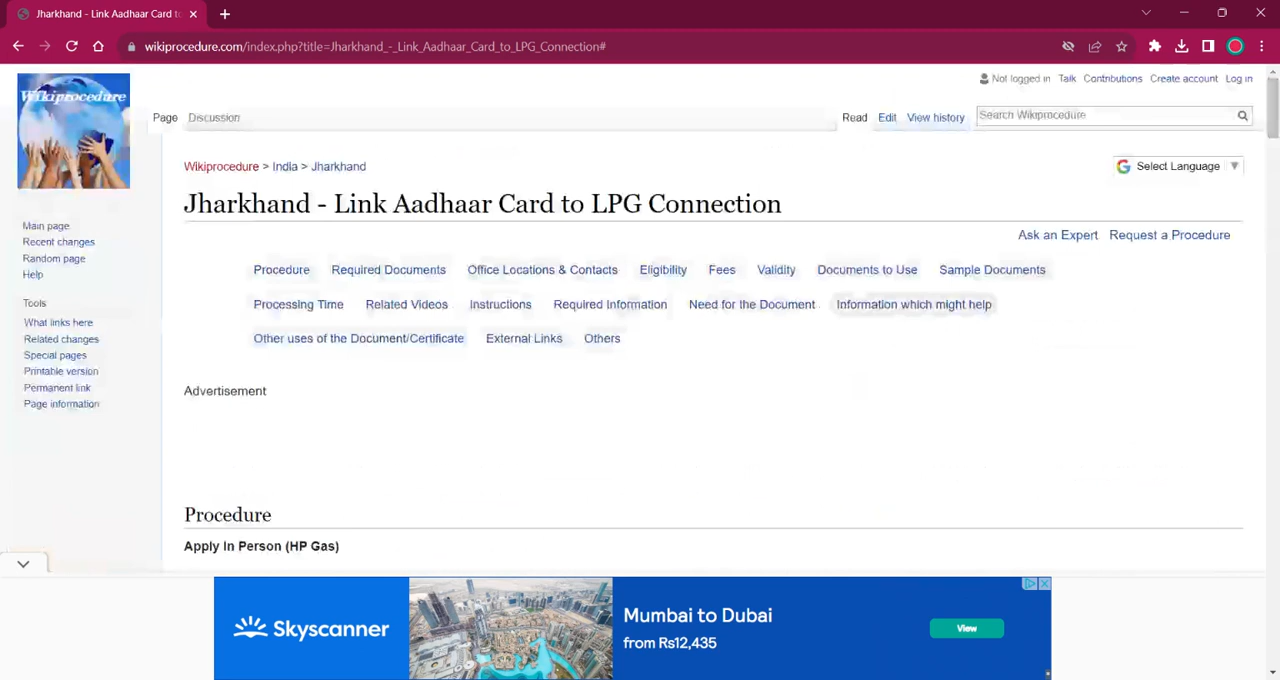 Jharkhand - Link Aadhaar Card to
wikiprocedure.com/index.php?title=Jharkhand_-_Link_Aadhaar_Card_to_LPG_Connection#
Wikiprocedure
Not logged in Talk Contributions Create account Log in
Page Discussion Read Edit View history Search Wikiprocedure
Wikiprocedure > India > Jharkhand Select Language
Jharkhand - Link Aadhaar Card to LPG Connection
Ask an Expert Request a Procedure
Main page
Recent changes
Random page
Help
Tools
What links here
Related changes
Special pages
Printable version
Permanent link
Page information
Procedure Required Documents Office Locations & Contacts Eligibility Fees Validity Documents to Use Sample Documents
Processing Time Related Videos Instructions Required Information Need for the Document Information which might help
Other uses of the Document/Certificate External Links Others
Advertisement
Procedure
Apply In Person (HP Gas)
Skyscanner
Mumbai to Dubai
from Rs12,435
View